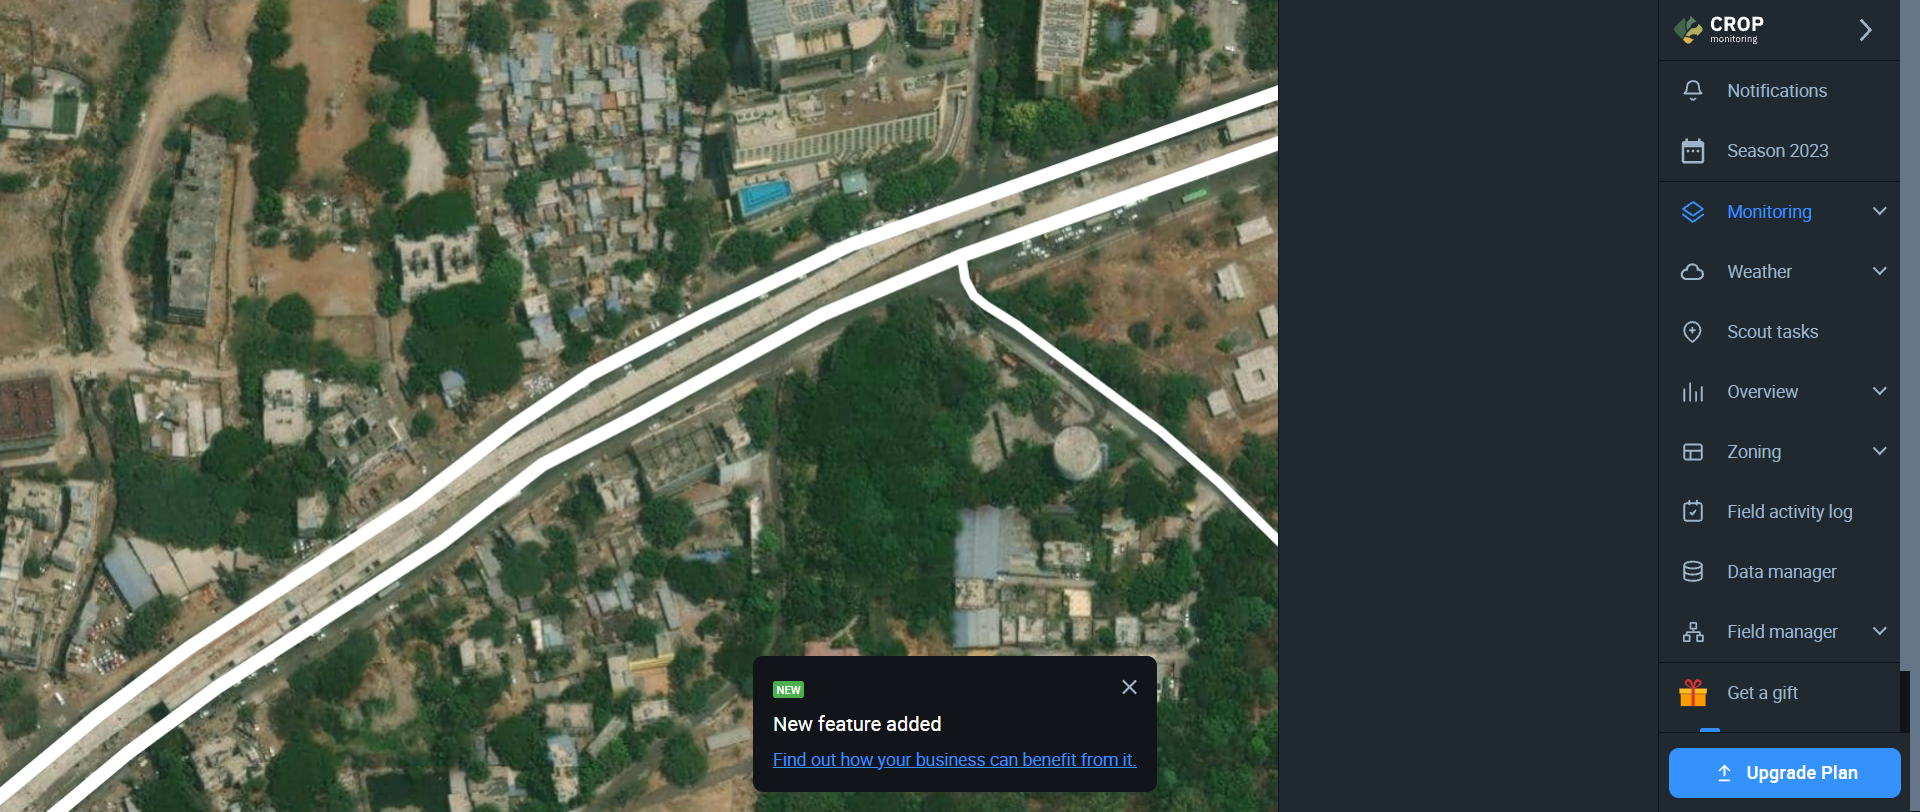 CROP
monitoring
Notifications
Season 2023
Monitoring
Weather
Scout tasks
Overview
Zoning
Field activity log
Data manager
Field manager
Get a gift
Upgrade Plan
NEW
New feature added
Find out how your business can benefit from it.